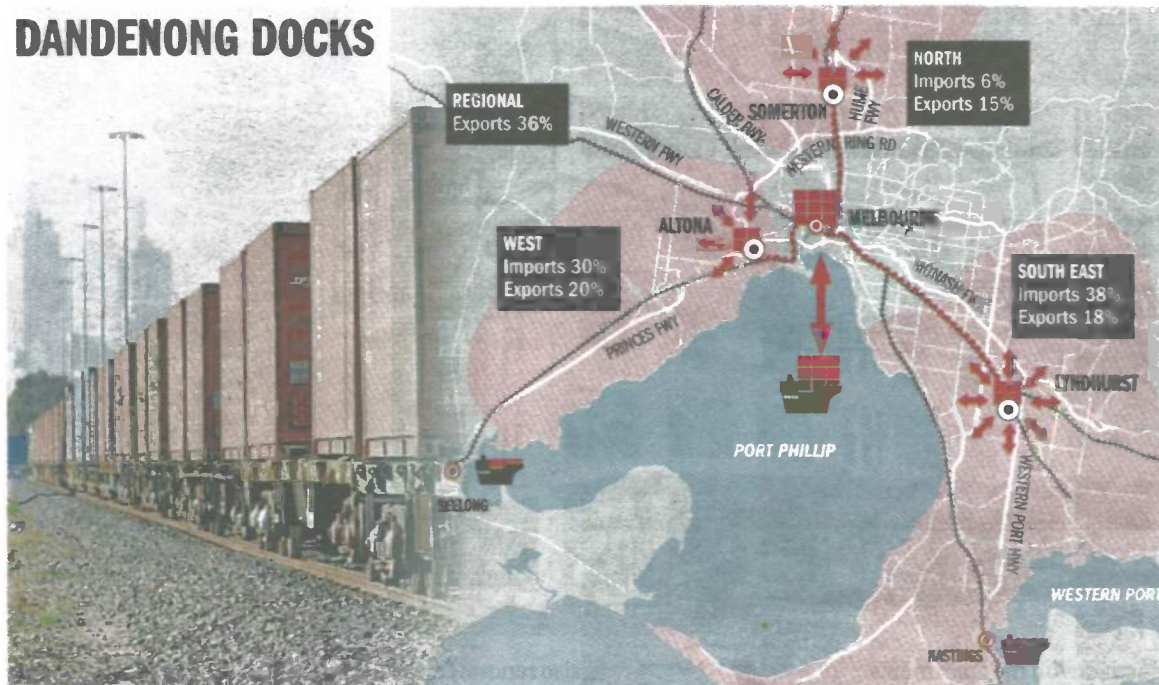 DANDENONG DOCKS
REGIONAL
Exports 36%
NORTH
Imports 6%
Exports 15%
SOMERTON
HUME
FWY
CALDER FWY
WESTERN FWY
WESTERN RING RD
ALTONA
MELBOURNE
WEST
Imports 30%
Exports 20%
MONASH FWY
SOUTH EAST
Imports 38%
Exports 18%
PRINCES FWY
LYNDHURST
PORT PHILLIP
GEELONG
WESTERN PORT HWY
WESTERN PORT
HASTINGS